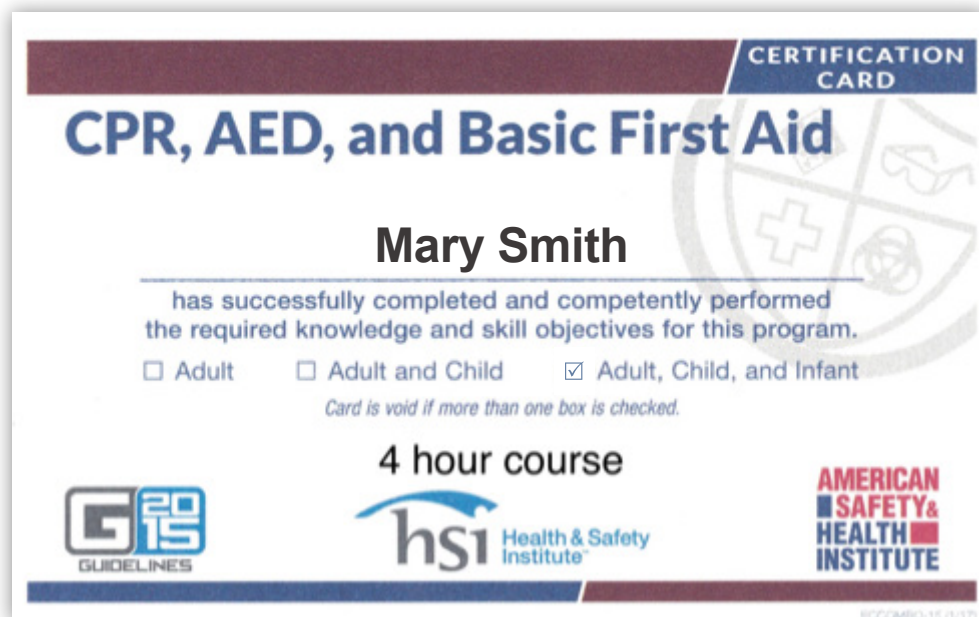 CERTIFICATION
CARD
CPR, AED, and Basic First Aid
Mary Smith
has successfully completed and competently performed
the required knowledge and skill objectives for this program.
☐ Adult ☐ Adult and Child ☑ Adult, Child, and Infant
Card is void if more than one box is checked.
4 hour course
G 2015
GUIDELINES
hsi Health & Safety
Institute
AMERICAN
SAFETY&
HEALTH
INSTITUTE